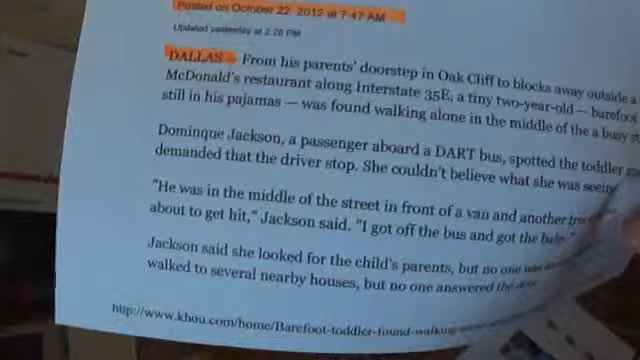 Posted on October 22, 2012 at 7:47 AM
Updated yesterday at 2:26 PM
DALLAS — From his parents' doorstep in Oak Cliff to blocks away outside a
McDonald's restaurant along Interstate 35E, a tiny two-year-old — barefoot
still in his pajamas — was found walking alone in the middle of the a busy
Dominque Jackson, a passenger aboard a DART bus, spotted the toddler
demanded that the driver stop. She couldn't believe what she was seeing.
"He was in the middle of the street in front of a van and another
about to get hit," Jackson said. "I got off the bus and got the
Jackson said she looked for the child's parents, but no one was
walked to several nearby houses, but no one answered the
http://www.khou.com/home/Barefoot-toddler-found-walking-